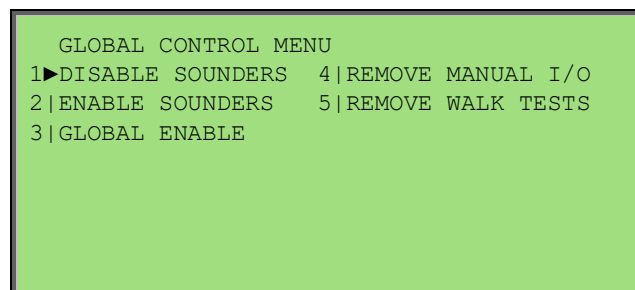 GLOBAL CONTROL MENU
1►DISABLE SOUNDERS 4|REMOVE MANUAL I/O
2|ENABLE SOUNDERS 5|REMOVE WALK TESTS
3|GLOBAL ENABLE